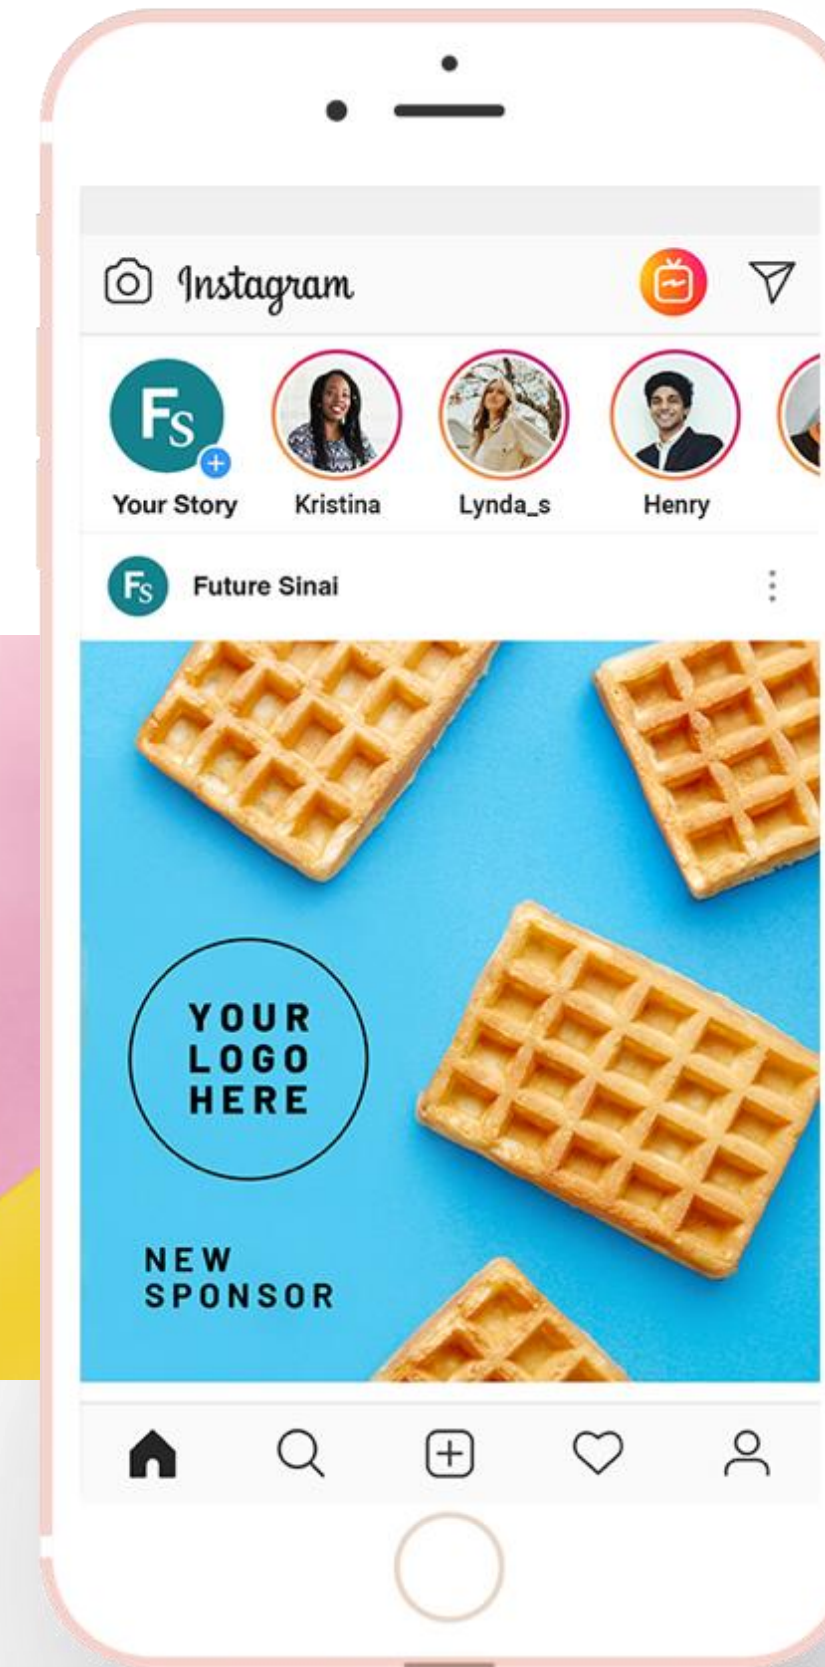 Instagram
Fs
Your Story
Kristina
Lynda_s
Henry
Fs
Future Sinai
YOUR
LOGO
HERE
NEW
SPONSOR